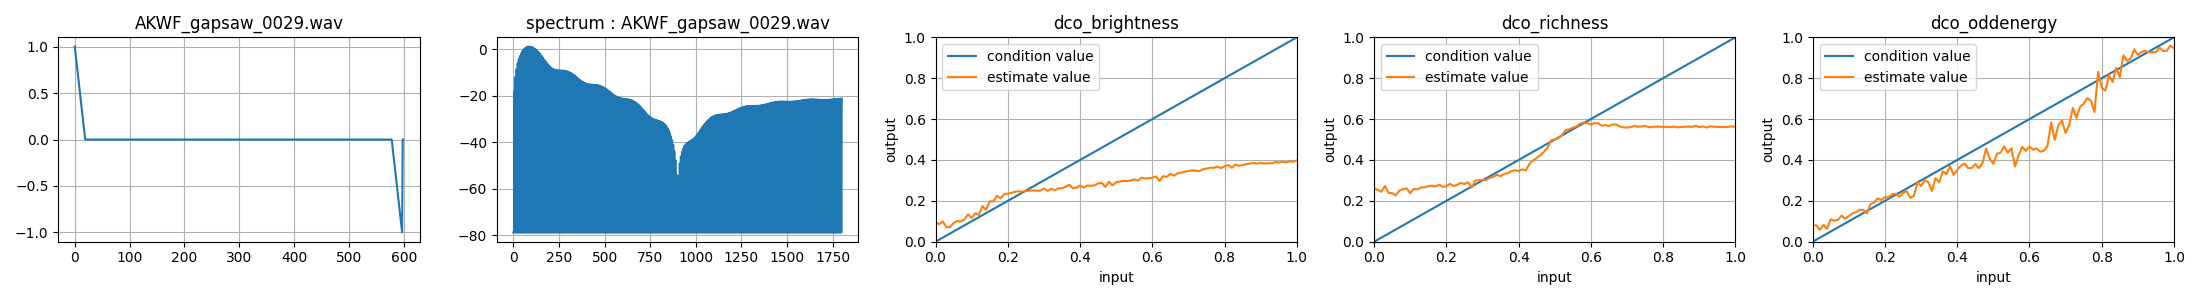 AKWF_gapsaw_0029.wav
1.0
0.5
0.0
−0.5
−1.0
0 100 200 300 400 500 600
spectrum : AKWF_gapsaw_0029.wav
0
−20
−40
−60
−80
0 250 500 750 1000 1250 1500 1750
dco_brightness
condition value
estimate value
output
1.0
0.8
0.6
0.4
0.2
0.0
0.0 0.2 0.4 0.6 0.8 1.0
input
dco_richness
condition value
estimate value
output
1.0
0.8
0.6
0.4
0.2
0.0
0.0 0.2 0.4 0.6 0.8 1.0
input
dco_oddenergy
condition value
estimate value
output
1.0
0.8
0.6
0.4
0.2
0.0
0.0 0.2 0.4 0.6 0.8 1.0
input